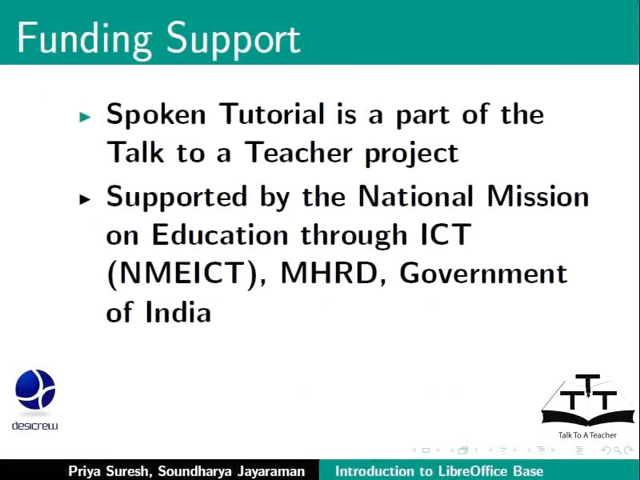 Funding Support
Spoken Tutorial is a part of the
Talk to a Teacher project
Supported by the National Mission
on Education through ICT
(NMEICT), MHRD, Government
of India
desicrew
T T T
Talk To A Teacher
Priya Suresh, Soundharya Jayaraman
Introduction to LibreOffice Base